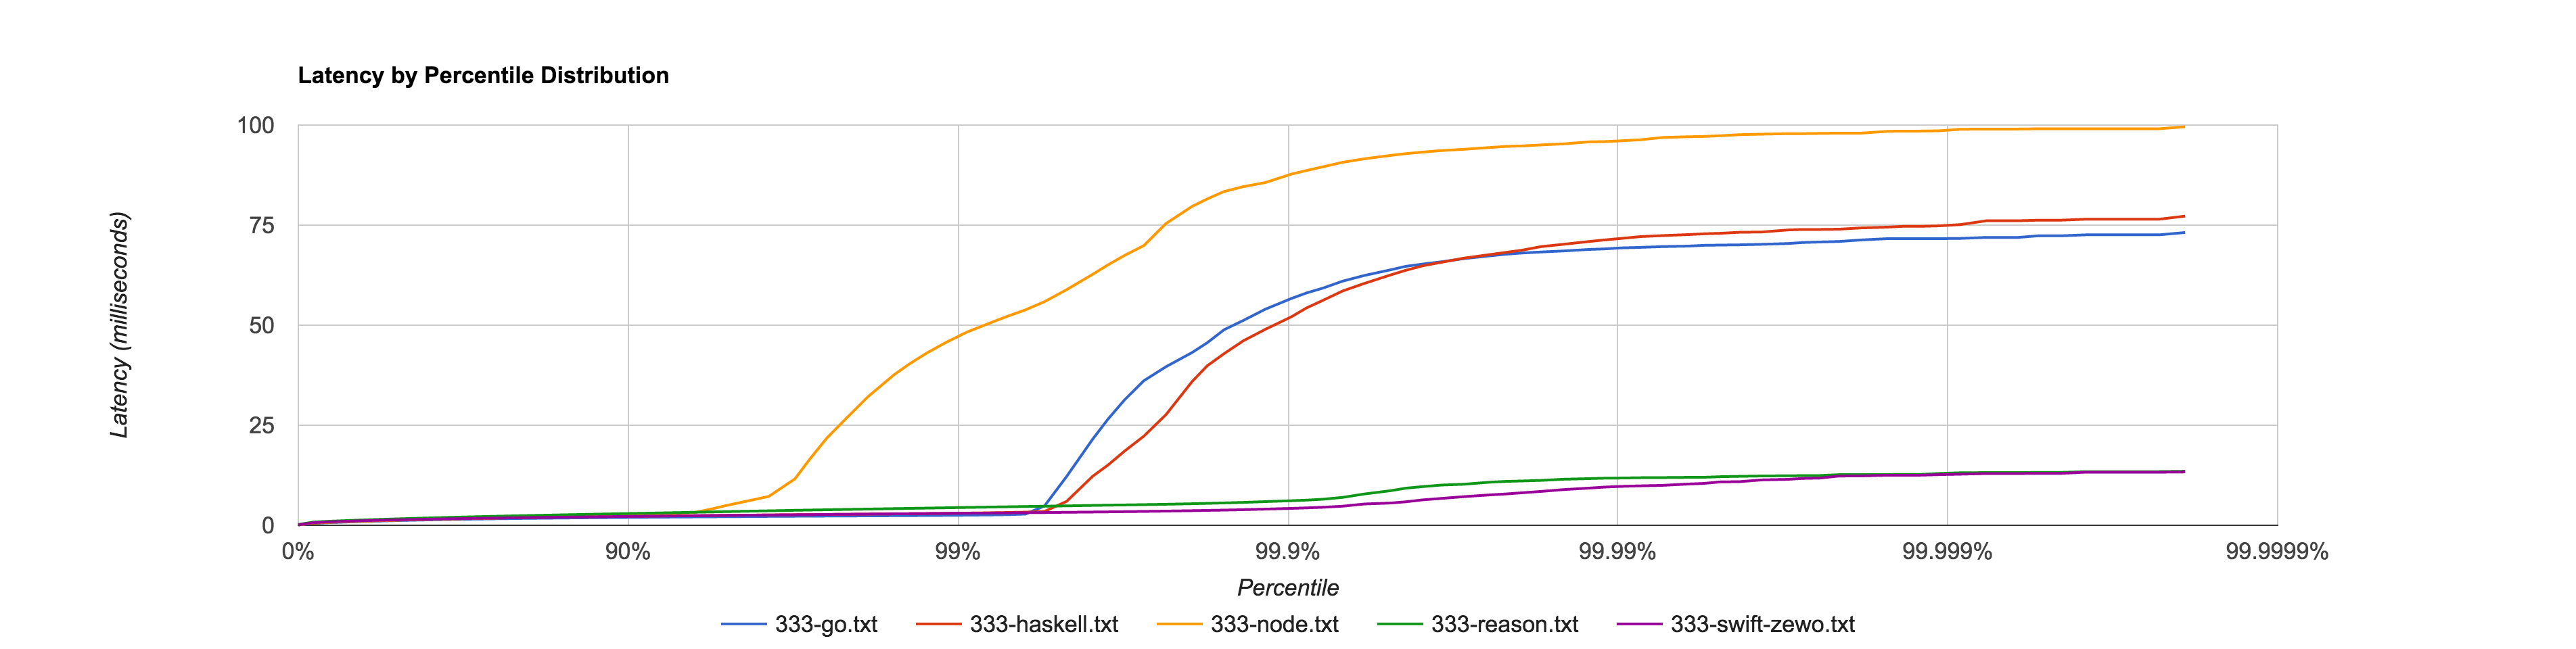 Latency by Percentile Distribution
Latency (milliseconds)
100
75
50
25
0
0% 90% 99% 99.9% 99.99% 99.999% 99.9999%
Percentile
333-go.txt 333-haskell.txt 333-node.txt 333-reason.txt 333-swift-zewo.txt